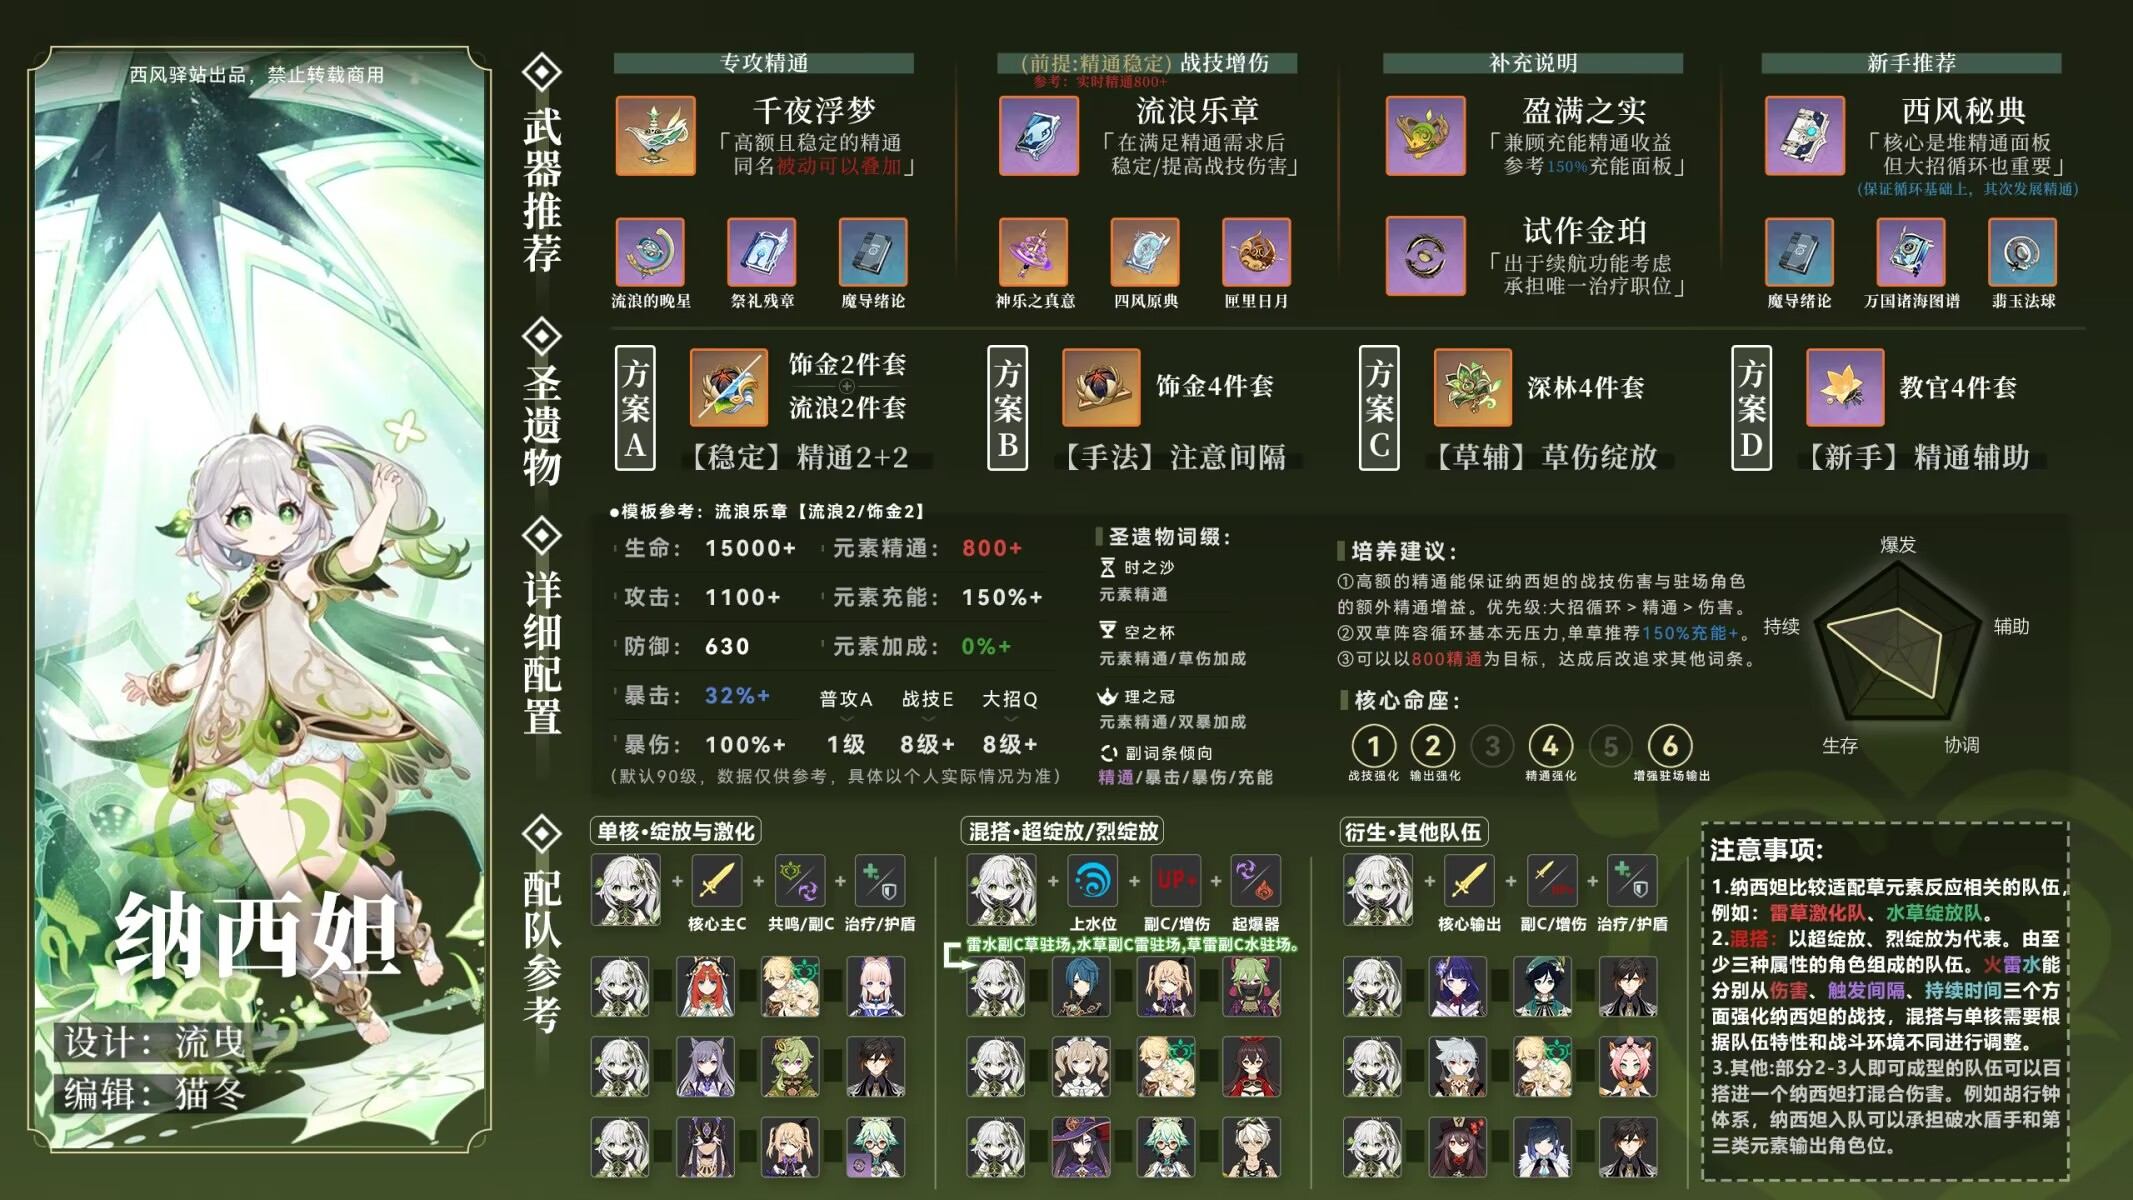 西风驿站出品，禁止转载商用
纳西妲
设计：流曳
编辑：猫冬
武器推荐
专攻精通
千夜浮梦
「高额且稳定的精通
同名被动可以叠加」
流浪的晚星
祭礼残章
魔导绪论
(前提:精通稳定) 战技增伤
参考：实时精通800+
流浪乐章
「在满足精通需求后
稳定/提高战技伤害」
神乐之真意
四风原典
匣里日月
补充说明
盈满之实
「兼顾充能精通收益
参考150%充能面板」
试作金珀
「出于续航功能考虑
承担唯一治疗职位」
新手推荐
西风秘典
「核心是堆精通面板
但大招循环也重要」
(保证循环基础上，其次发展精通)
魔导绪论
万国诸海图谱
翡玉法球
圣遗物
方案A
饰金2件套
流浪2件套
【稳定】精通2+2
方案B
饰金4件套
【手法】注意间隔
方案C
深林4件套
【草辅】草伤绽放
方案D
教官4件套
【新手】精通辅助
详细配置
●模板参考：流浪乐章【流浪2/饰金2】
生命： 15000+ 元素精通： 800+
攻击： 1100+ 元素充能： 150%+
防御： 630 元素加成： 0%+
暴击： 32%+ 普攻A 战技E 大招Q
暴伤： 100%+ 1级 8级+ 8级+
(默认90级，数据仅供参考，具体以个人实际情况为准)
圣遗物词缀：
时之沙
元素精通
空之杯
元素精通/草伤加成
理之冠
元素精通/双暴加成
副词条倾向
精通/暴击/暴伤/充能
培养建议：
①高额的精通能保证纳西妲的战技伤害与驻场角色
的额外精通增益。优先级:大招循环＞精通＞伤害。
②双草阵容循环基本无压力,单草推荐150%充能+。
③可以以800精通为目标，达成后改追求其他词条。
核心命座：
1 2 3 4 5 6
战技强化 输出强化 精通强化 增强驻场输出
爆发
持续
辅助
生存
协调
配队参考
单核•绽放与激化
+ + +
核心主C 共鸣/副C 治疗/护盾
混搭•超绽放/烈绽放
+ + UP+ +
上水位 副C/增伤 起爆器
雷水副C草驻场,水草副C雷驻场,草雷副C水驻场。
衍生•其他队伍
+ + UP+ +
核心输出 副C/增伤 治疗/护盾
注意事项:
1.纳西妲比较适配草元素反应相关的队伍,
例如：雷草激化队、水草绽放队。
2.混搭：以超绽放、烈绽放为代表。由至
少三种属性的角色组成的队伍。火雷水能
分别从伤害、触发间隔、持续时间三个方
面强化纳西妲的战技，混搭与单核需要根
据队伍特性和战斗环境不同进行调整。
3.其他:部分2-3人即可成型的队伍可以百
搭进一个纳西妲打混合伤害。例如胡行钟
体系，纳西妲入队可以承担破水盾手和第
三类元素输出角色位。